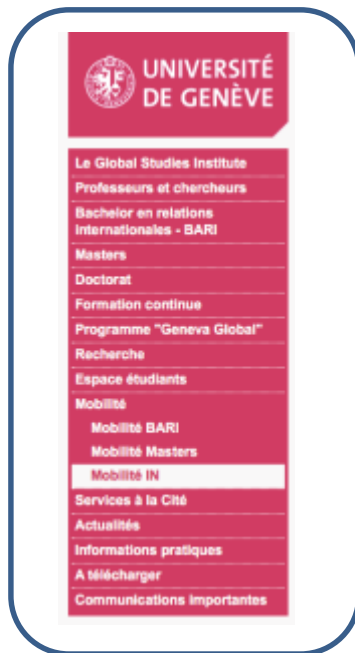 UNIVERSITÉ
DE GENÈVE
Le Global Studies Institute
Professeurs et chercheurs
Bachelor en relations
internationales - BARI
Masters
Doctorat
Formation continue
Programme "Geneva Global"
Recherche
Espace étudiants
Mobilité
Mobilité BARI
Mobilité Masters
Mobilité IN
Services à la Cité
Actualités
Informations pratiques
A télécharger
Communications importantes